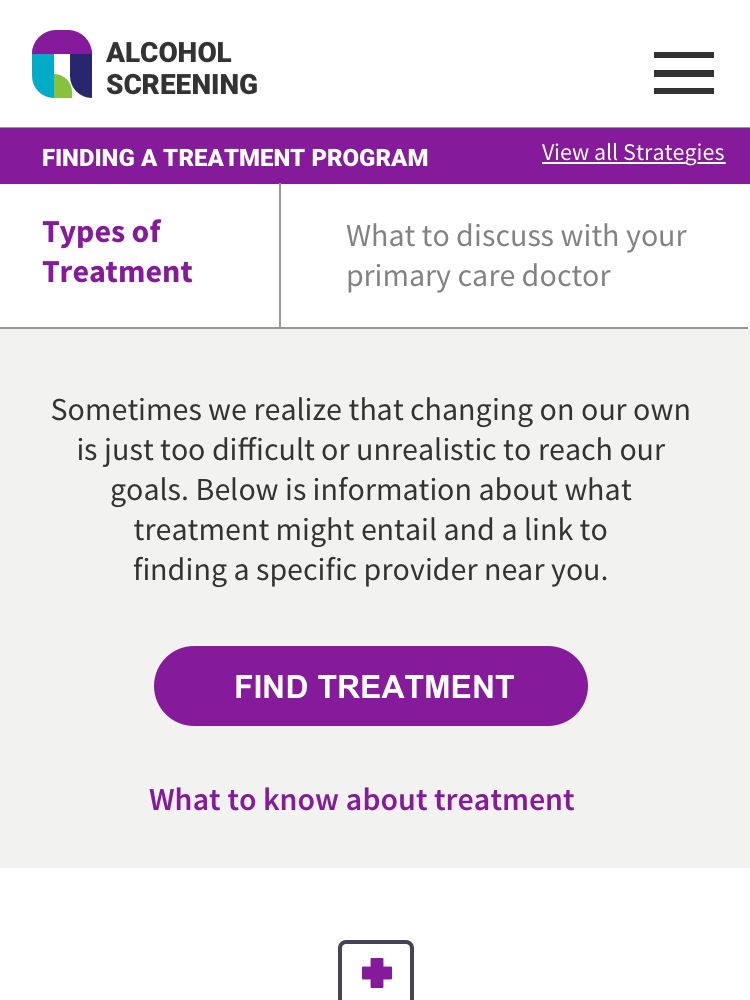 ALCOHOL
SCREENING
FINDING A TREATMENT PROGRAM
View all Strategies
Types of
Treatment
What to discuss with your
primary care doctor
Sometimes we realize that changing on our own
is just too difficult or unrealistic to reach our
goals. Below is information about what
treatment might entail and a link to
finding a specific provider near you.
FIND TREATMENT
What to know about treatment